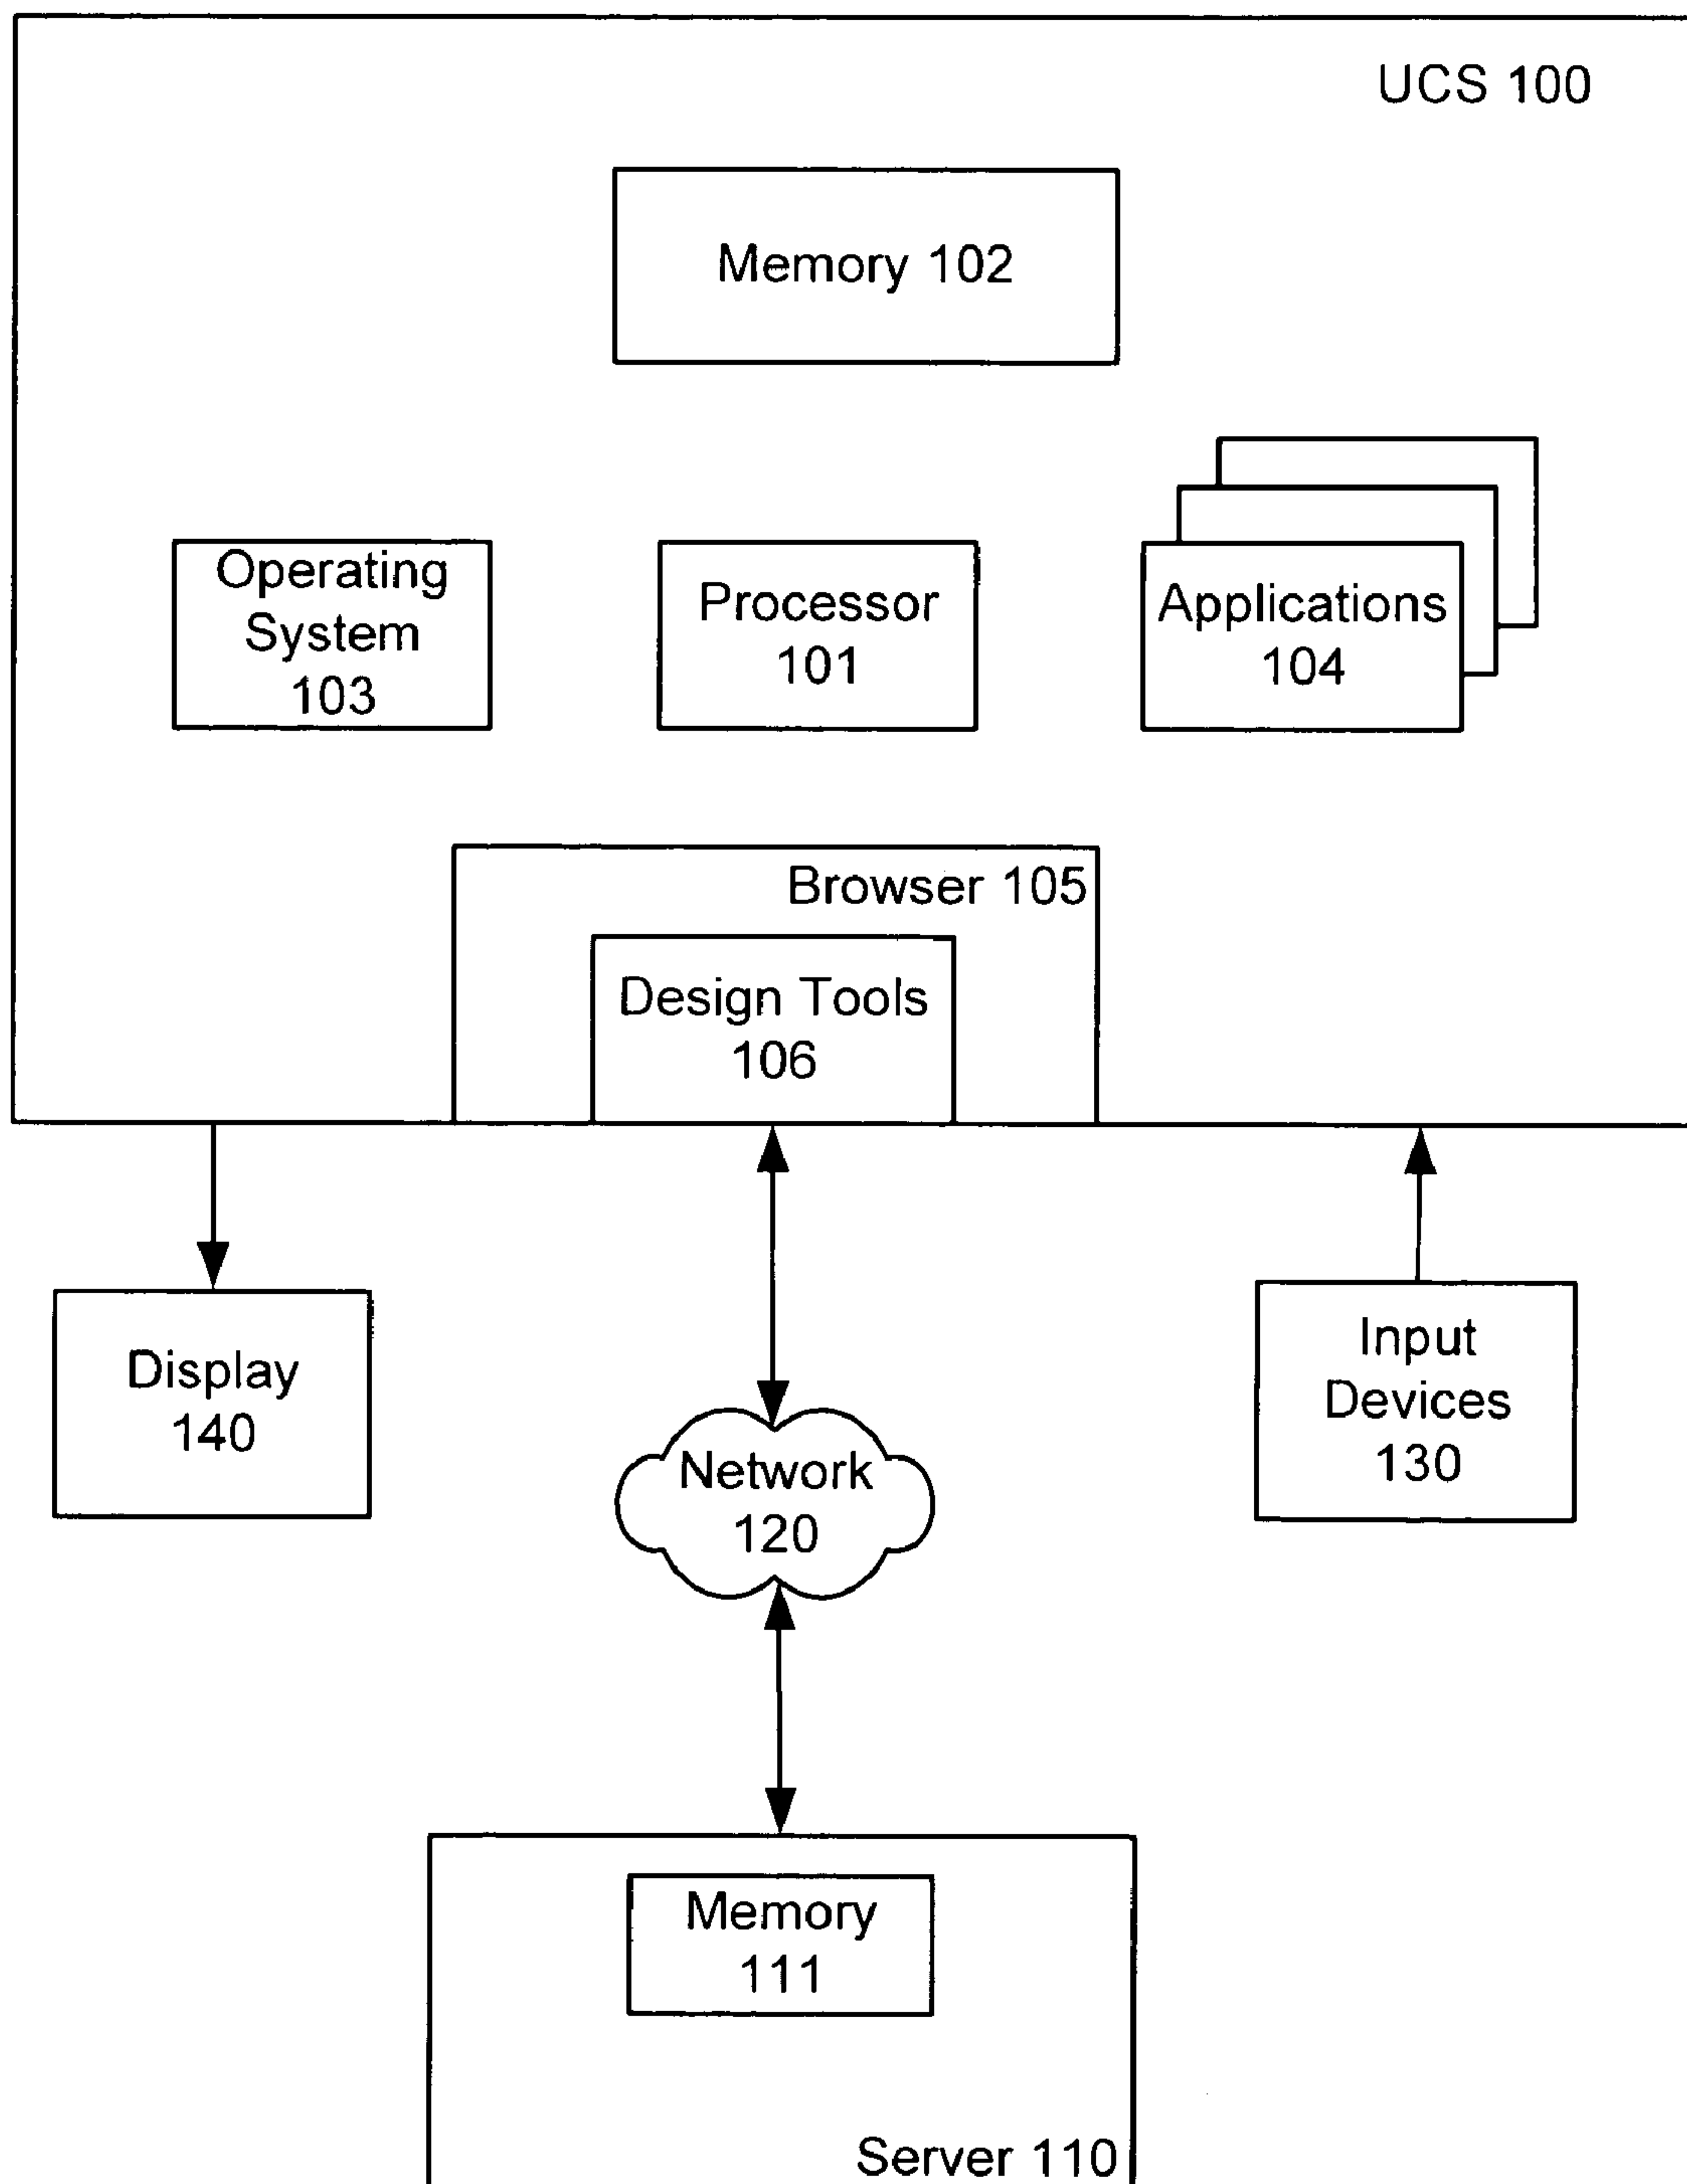 UCS 100
Memory 102
Operating
System
103
Processor
101
Applications
104
Browser 105
Design Tools
106
Display
140
Network
120
Input
Devices
130
Memory
111
Server 110